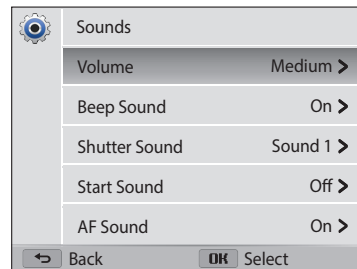 Sounds
Volume Medium >
Beep Sound On >
Shutter Sound Sound 1 >
Start Sound Off >
AF Sound On >
Back OK Select